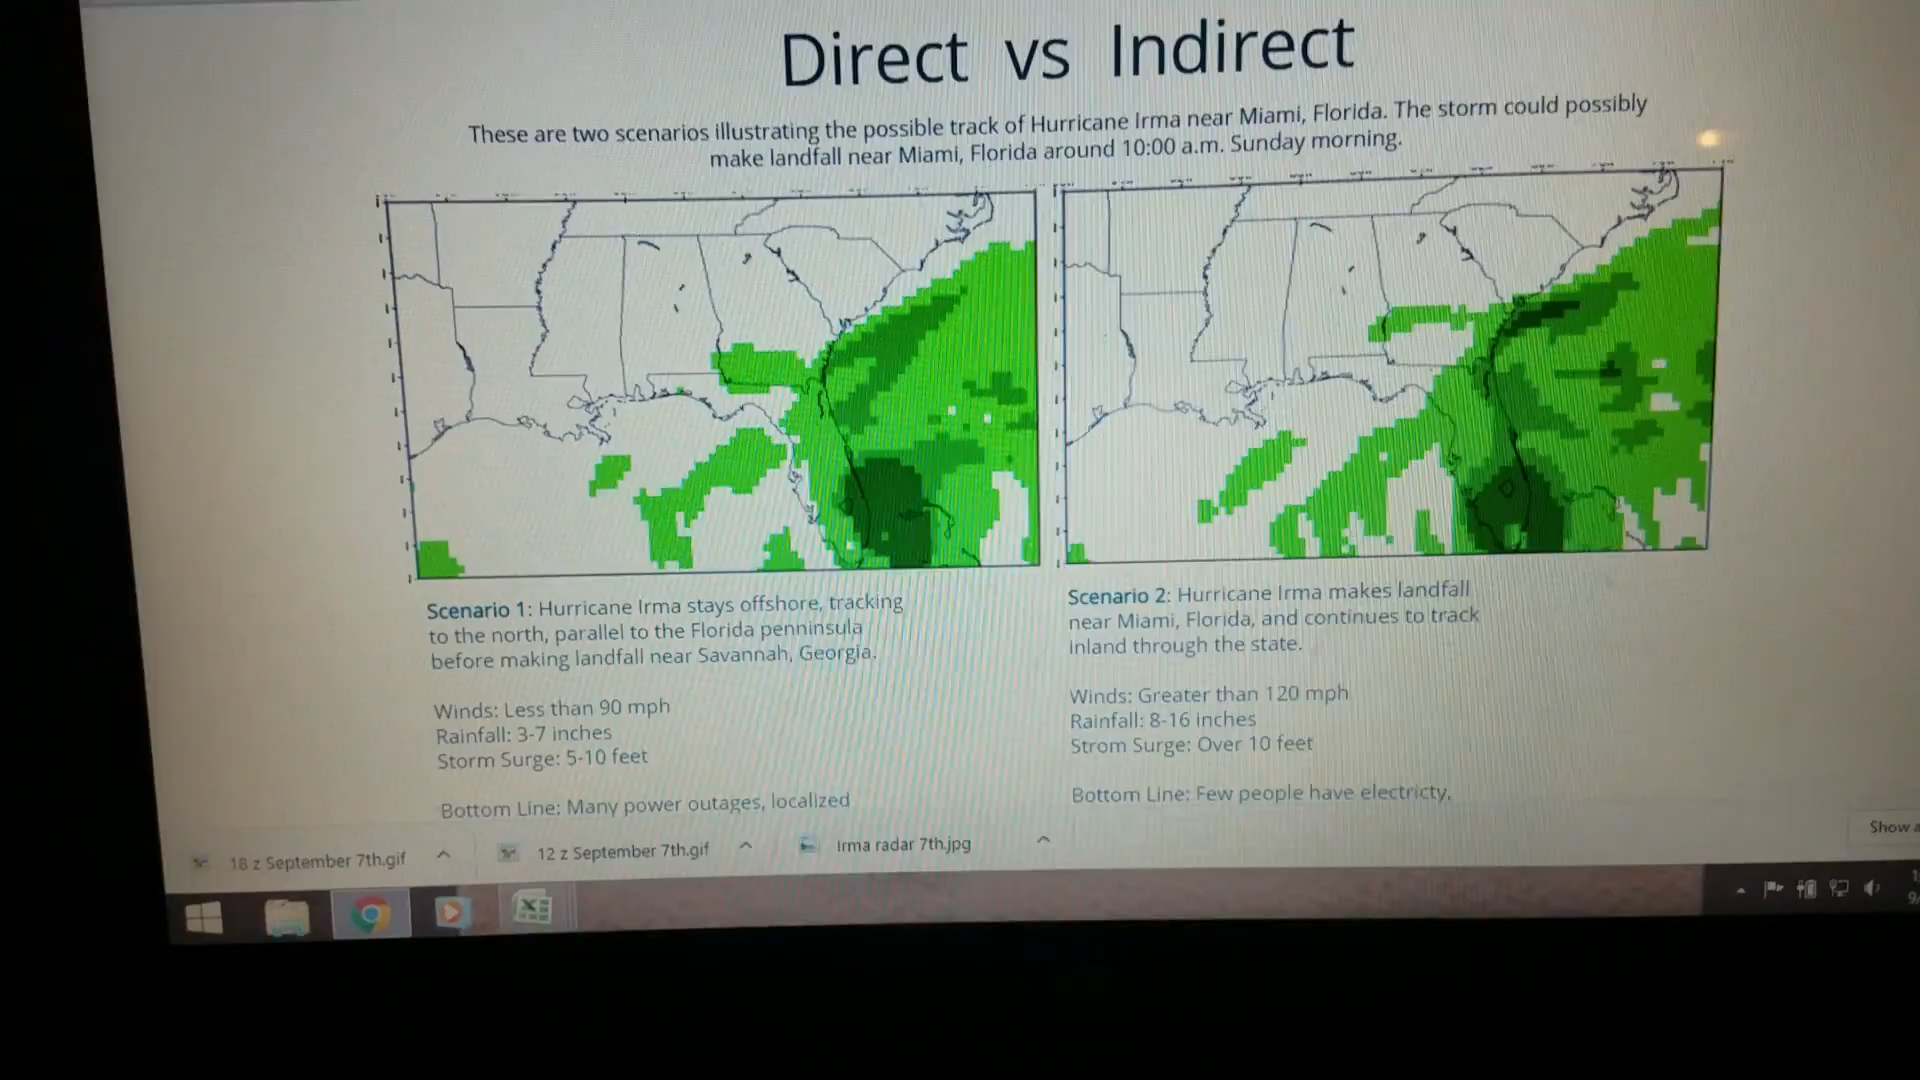 Direct vs Indirect
These are two scenarios illustrating the possible track of Hurricane Irma near Miami, Florida. The storm could possibly
make landfall near Miami, Florida around 10:00 a.m. Sunday morning.
Scenario 1: Hurricane Irma stays offshore, tracking
to the north, parallel to the Florida penninsula
before making landfall near Savannah, Georgia.
Winds: Less than 90 mph
Rainfall: 3-7 inches
Storm Surge: 5-10 feet
Bottom Line: Many power outages, localized
Scenario 2: Hurricane Irma makes landfall
near Miami, Florida, and continues to track
inland through the state.
Winds: Greater than 120 mph
Rainfall: 8-16 inches
Strom Surge: Over 10 feet
Bottom Line: Few people have electricty,
18 z September 7th.gif
12 z September 7th.gif
Irma radar 7th.jpg
Show